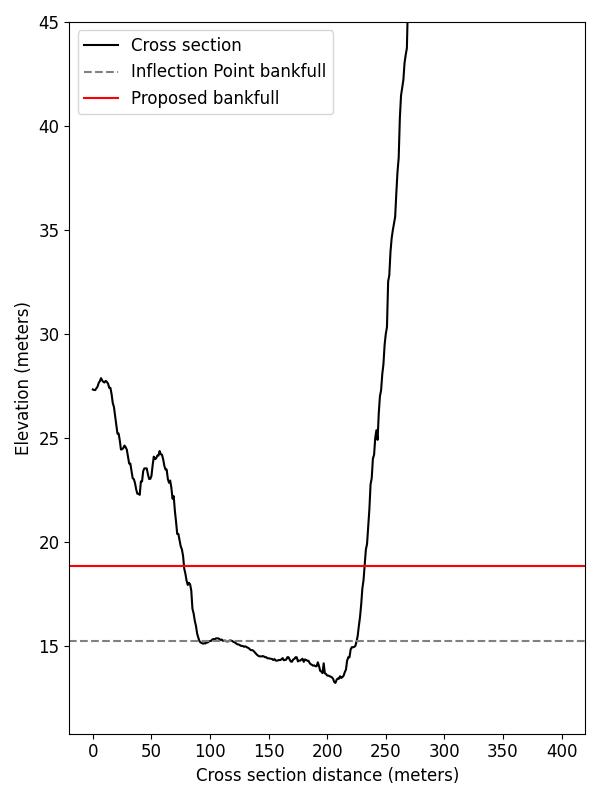 Cross section
Inflection Point bankfull
Proposed bankfull
45
40
35
30
25
20
15
Elevation (meters)
0 50 100 150 200 250 300 350 400
Cross section distance (meters)